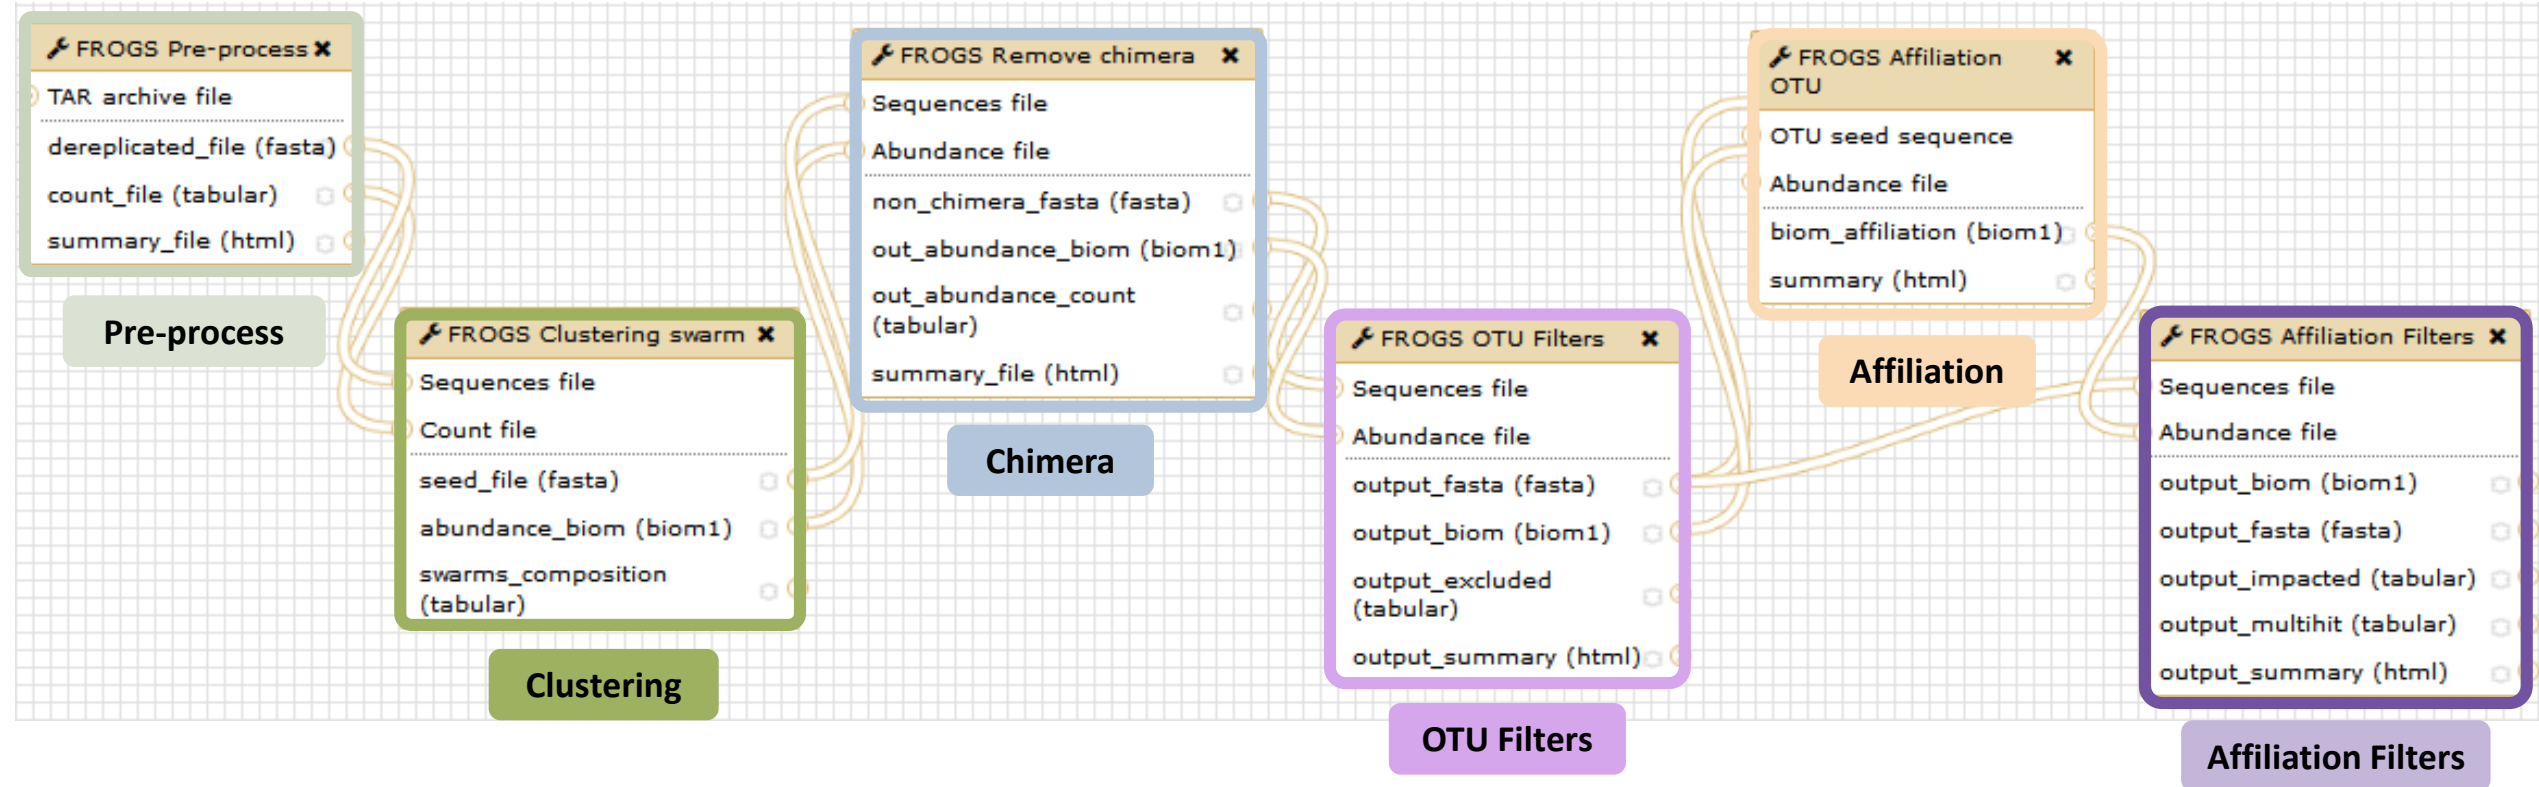 FROGS Pre-process
TAR archive file
dereplicated_file (fasta)
count_file (tabular)
summary_file (html)
Pre-process
FROGS Clustering swarm
Sequences file
Count file
seed_file (fasta)
abundance_biom (biom1)
swarms_composition
(tabular)
Clustering
FROGS Remove chimera
Sequences file
Abundance file
non_chimera_fasta (fasta)
out_abundance_biom (biom1)
out_abundance_count
(tabular)
summary_file (html)
Chimera
FROGS OTU Filters
Sequences file
Abundance file
output_fasta (fasta)
output_biom (biom1)
output_excluded
(tabular)
output_summary (html)
OTU Filters
FROGS Affiliation
OTU
OTU seed sequence
Abundance file
biom_affiliation (biom1)
summary (html)
Affiliation
FROGS Affiliation Filters
Sequences file
Abundance file
output_biom (biom1)
output_fasta (fasta)
output_impacted (tabular)
output_multihit (tabular)
output_summary (html)
Affiliation Filters